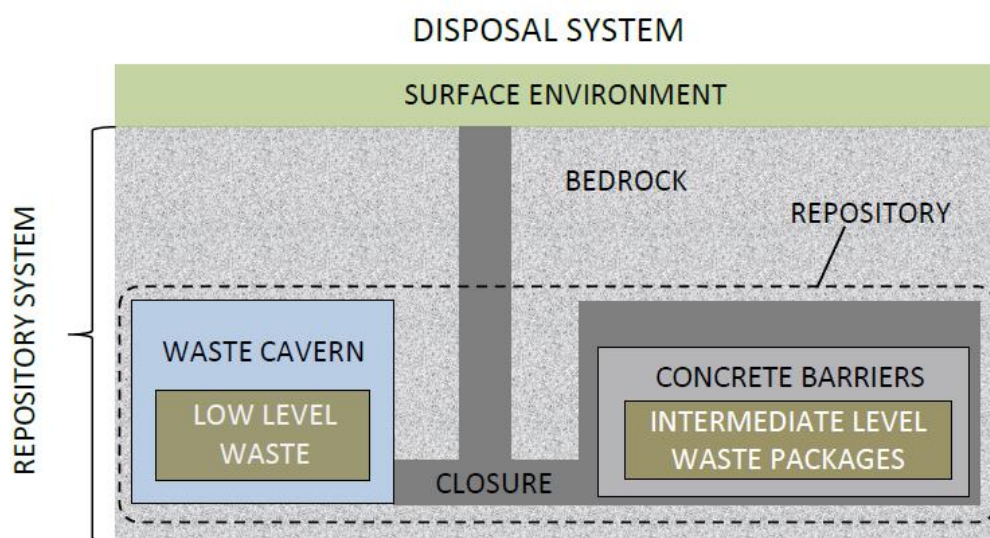 DISPOSAL SYSTEM
SURFACE ENVIRONMENT
BEDROCK
REPOSITORY
REPOSITORY SYSTEM
WASTE CAVERN
LOW LEVEL
WASTE
CONCRETE BARRIERS
INTERMEDIATE LEVEL
WASTE PACKAGES
CLOSURE